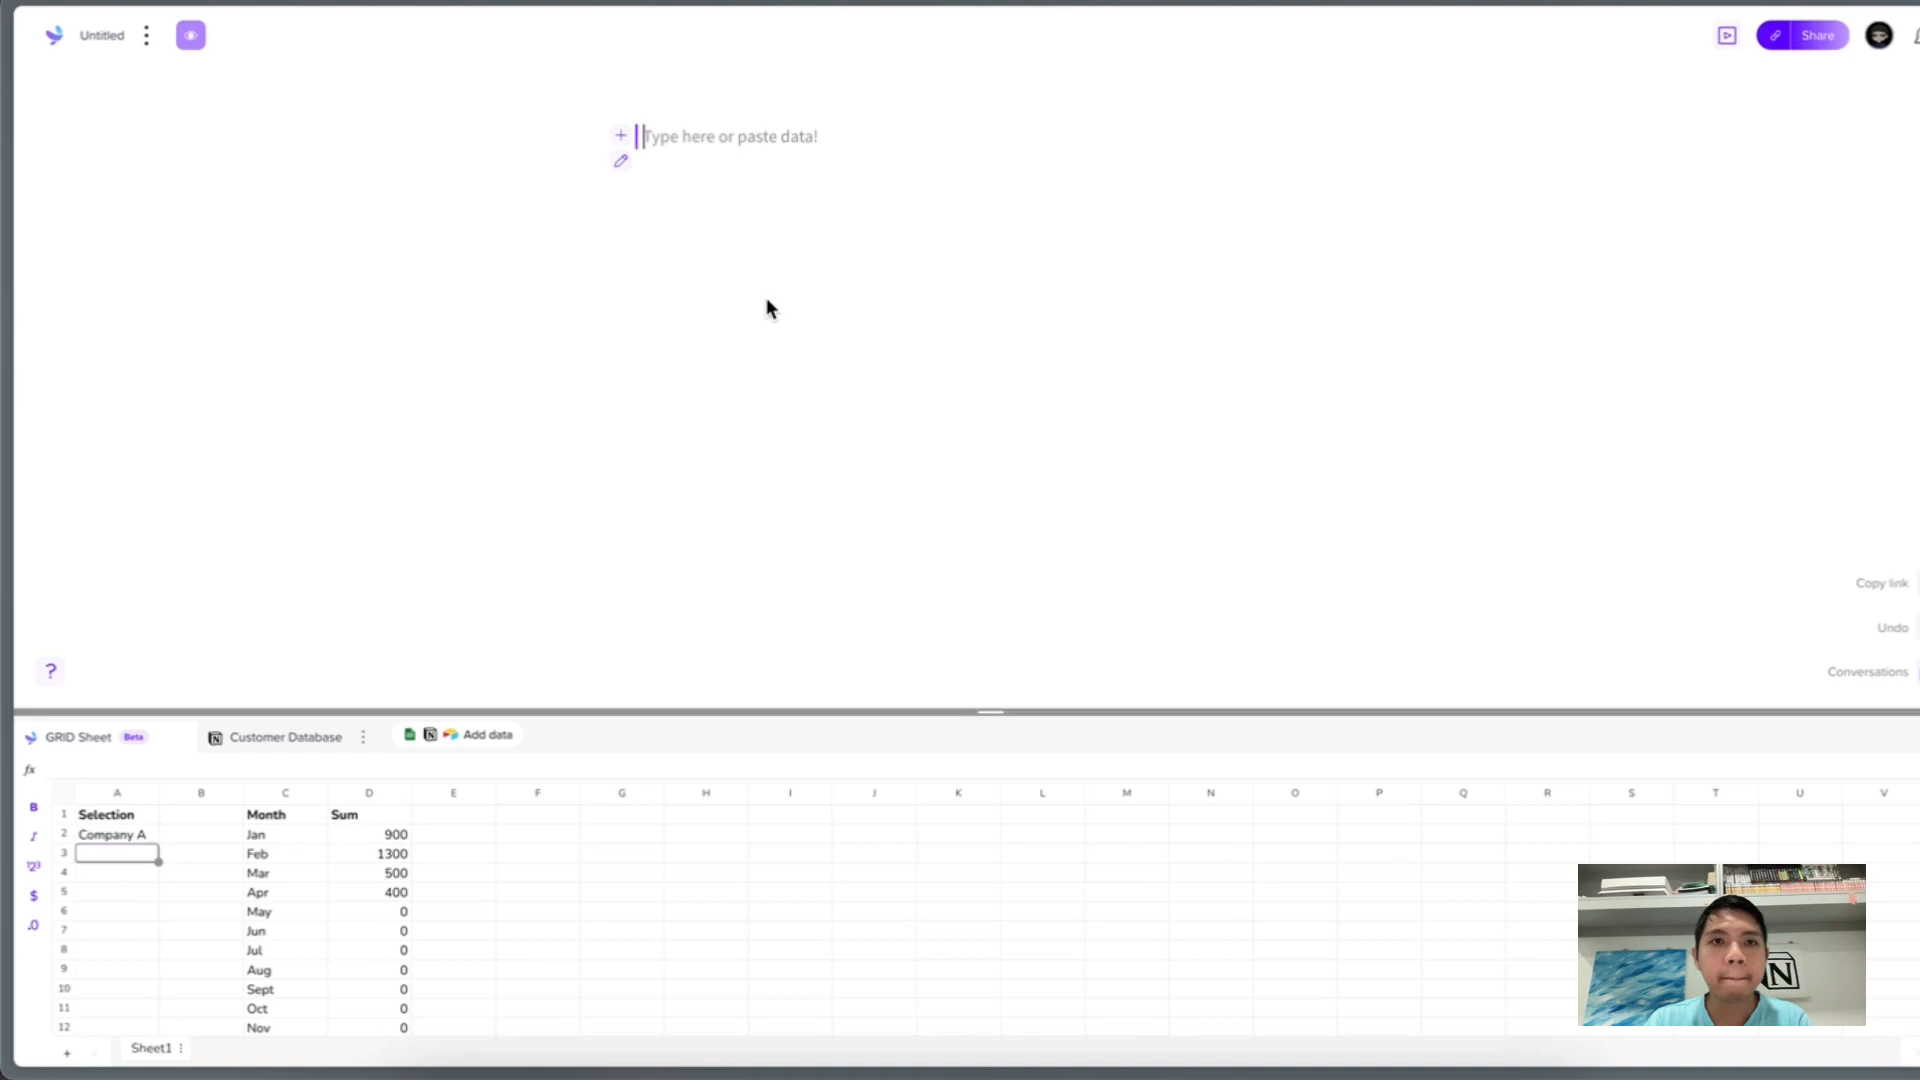 Untitled
Share
Type here or paste data!
Copy link
Undo
?
Conversations
GRID Sheet Beta
Customer Database
Add data
fx
A B C D E F G H I J K L M N O P Q R S T U V
B
I
123
$
.0
1 Selection Month Sum
2 Company A Jan 900
3 Feb 1300
4 Mar 500
5 Apr 400
6 May 0
7 Jun 0
8 Jul 0
9 Aug 0
10 Sept 0
11 Oct 0
12 Nov 0
N
+ Sheet1